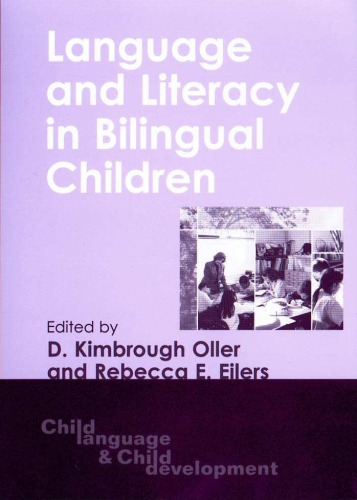 Language
and Literacy
in Bilingual
Children
Edited by
D. Kimbrough Oller
and Rebecca E. Eilers
Child
language
& Child
development